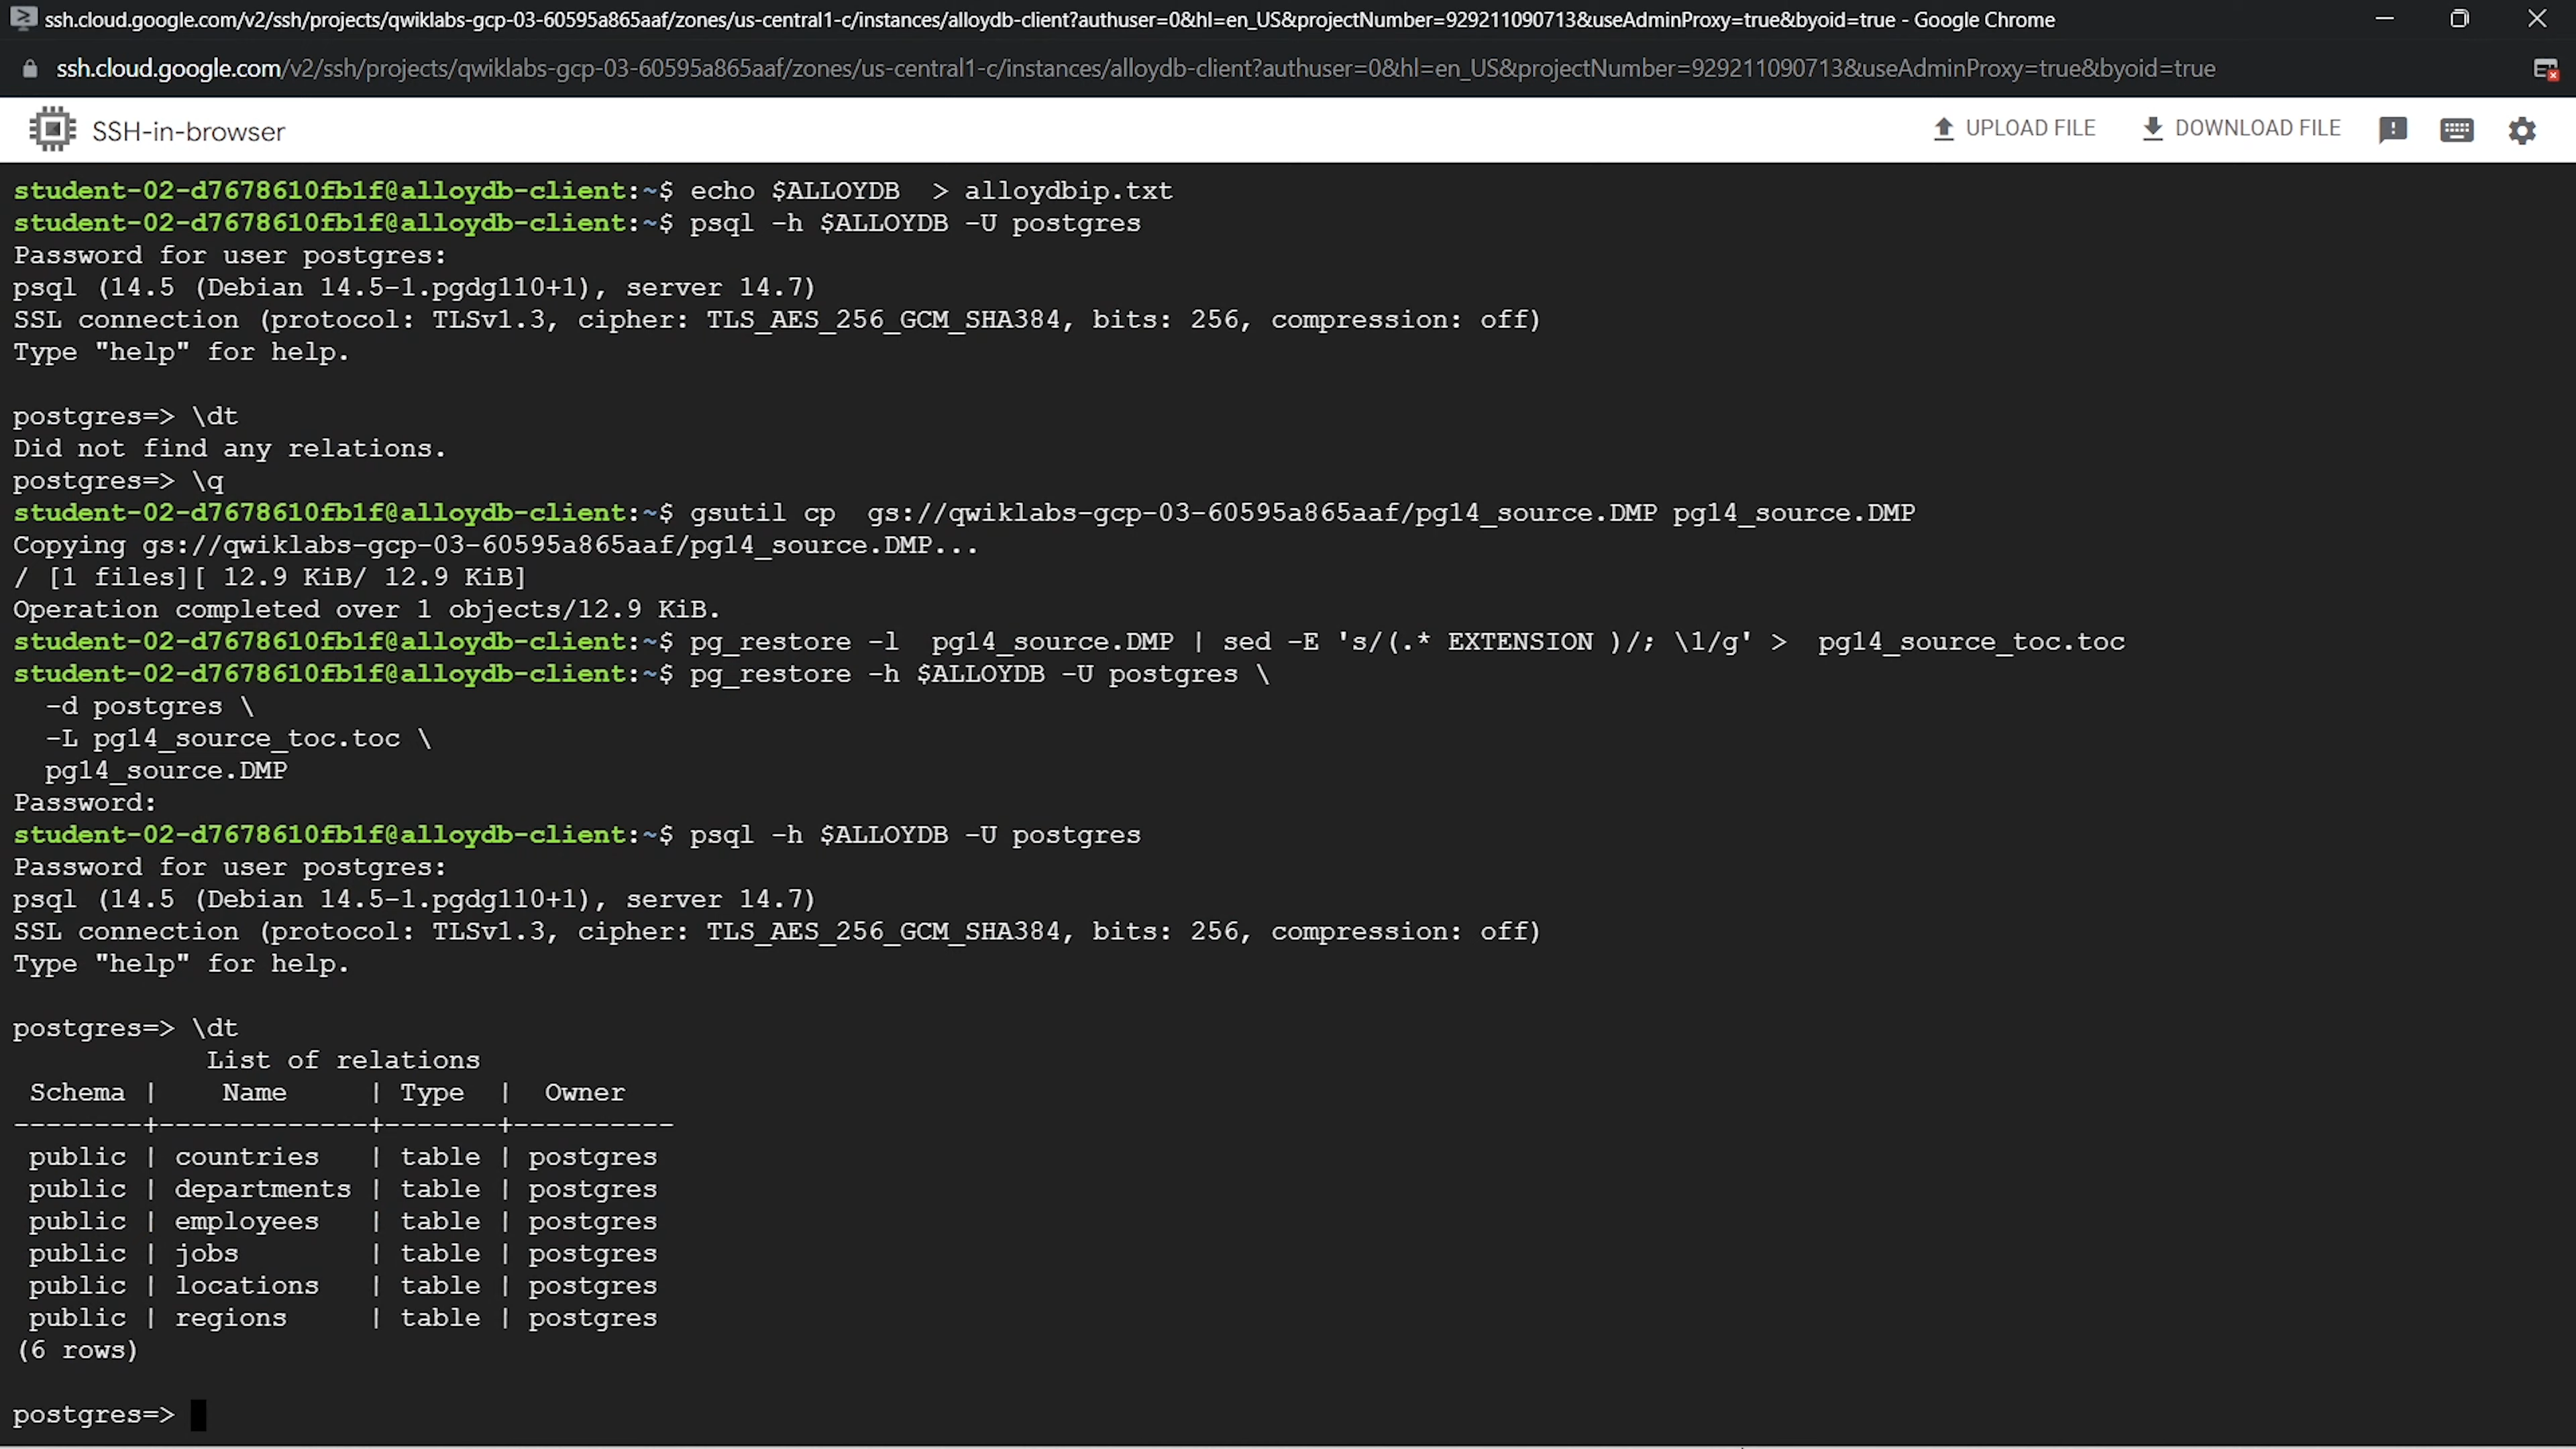 ssh.cloud.google.com/v2/ssh/projects/qwiklabs-gcp-03-60595a865aaf/zones/us-central1-c/instances/alloydb-client?authuser=0&hl=en_US&projectNumber=929211090713&useAdminProxy=true&byoid=true - Google Chrome
ssh.cloud.google.com/v2/ssh/projects/qwiklabs-gcp-03-60595a865aaf/zones/us-central1-c/instances/alloydb-client?authuser=0&hl=en_US&projectNumber=929211090713&useAdminProxy=true&byoid=true
SSH-in-browser UPLOAD FILE DOWNLOAD FILE
student-02-d7678610fb1f@alloydb-client:~$ echo $ALLOYDB  > alloydbip.txt
student-02-d7678610fb1f@alloydb-client:~$ psql -h $ALLOYDB -U postgres
Password for user postgres:
psql (14.5 (Debian 14.5-1.pgdg110+1), server 14.7)
SSL connection (protocol: TLSv1.3, cipher: TLS_AES_256_GCM_SHA384, bits: 256, compression: off)
Type "help" for help.
postgres=> \dt
Did not find any relations.
postgres=> \q
student-02-d7678610fb1f@alloydb-client:~$ gsutil cp  gs://qwiklabs-gcp-03-60595a865aaf/pg14_source.DMP pg14_source.DMP
Copying gs://qwiklabs-gcp-03-60595a865aaf/pg14_source.DMP...
/ [1 files][ 12.9 KiB/ 12.9 KiB]
Operation completed over 1 objects/12.9 KiB.
student-02-d7678610fb1f@alloydb-client:~$ pg_restore -l  pg14_source.DMP | sed -E 's/(.* EXTENSION )/; \1/g' >  pg14_source_toc.toc
student-02-d7678610fb1f@alloydb-client:~$ pg_restore -h $ALLOYDB -U postgres \
  -d postgres \
  -L pg14_source_toc.toc \
  pg14_source.DMP
Password:
student-02-d7678610fb1f@alloydb-client:~$ psql -h $ALLOYDB -U postgres
Password for user postgres:
psql (14.5 (Debian 14.5-1.pgdg110+1), server 14.7)
SSL connection (protocol: TLSv1.3, cipher: TLS_AES_256_GCM_SHA384, bits: 256, compression: off)
Type "help" for help.
postgres=> \dt
            List of relations
 Schema |    Name     | Type  |  Owner
--------+-------------+-------+----------
 public | countries   | table | postgres
 public | departments | table | postgres
 public | employees   | table | postgres
 public | jobs        | table | postgres
 public | locations   | table | postgres
 public | regions     | table | postgres
(6 rows)
postgres=>